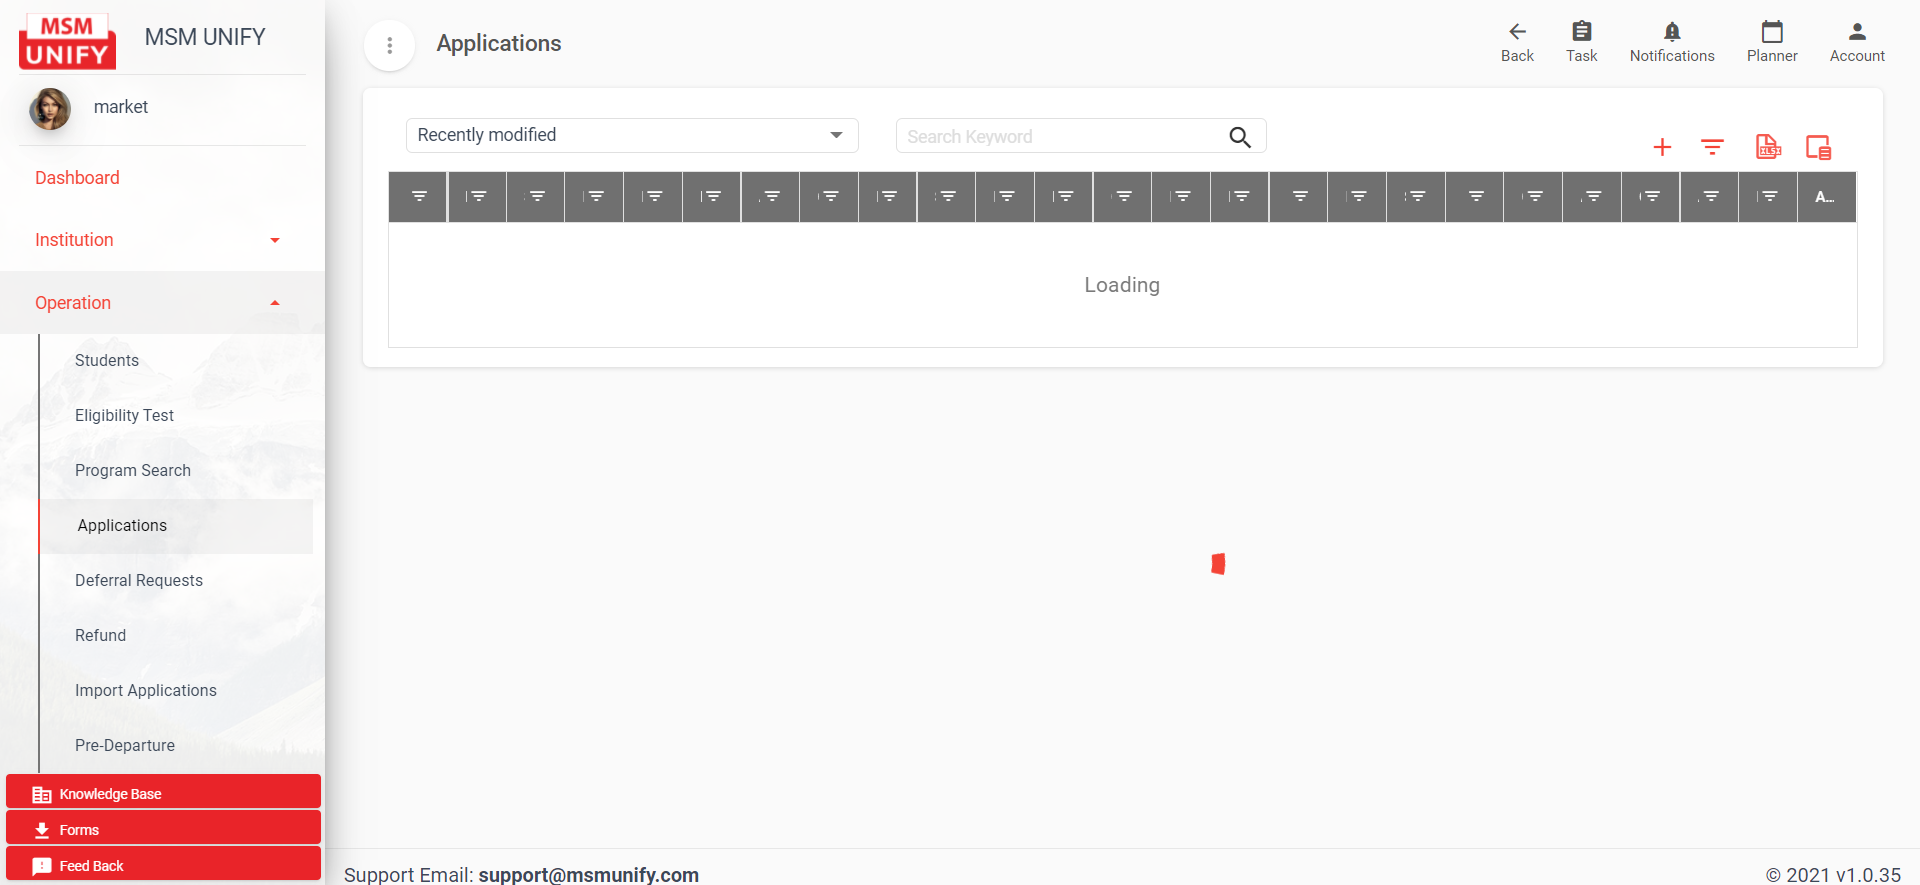 MSM
UNIFY
MSM UNIFY
market
Dashboard
Institution
Operation
Students
Eligibility Test
Program Search
Applications
Deferral Requests
Refund
Import Applications
Pre-Departure
Knowledge Base
Forms
Feed Back
Applications
Back
Task
Notifications
Planner
Account
Recently modified
Search Keyword
A...
Loading
Support Email: support@msmunify.com
© 2021 v1.0.35